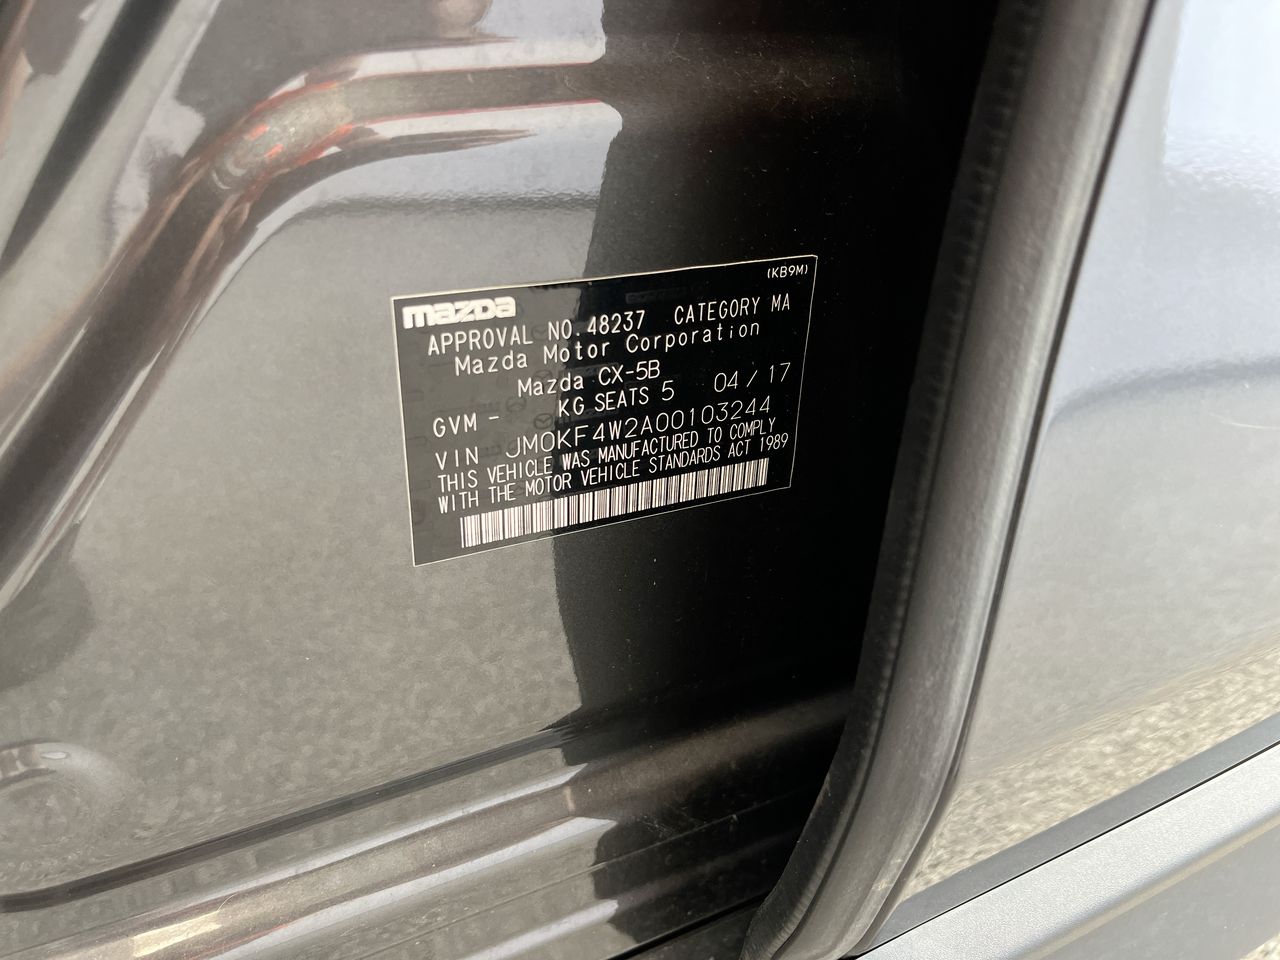 (KB9M)
mazda
APPROVAL NO.48237 CATEGORY MA
Mazda Motor Corporation
Mazda CX-5B
GVM - KG SEATS 5 04 / 17
VIN JM0KF4W2A00103244
THIS VEHICLE WAS MANUFACTURED TO COMPLY
WITH THE MOTOR VEHICLE STANDARDS ACT 1989